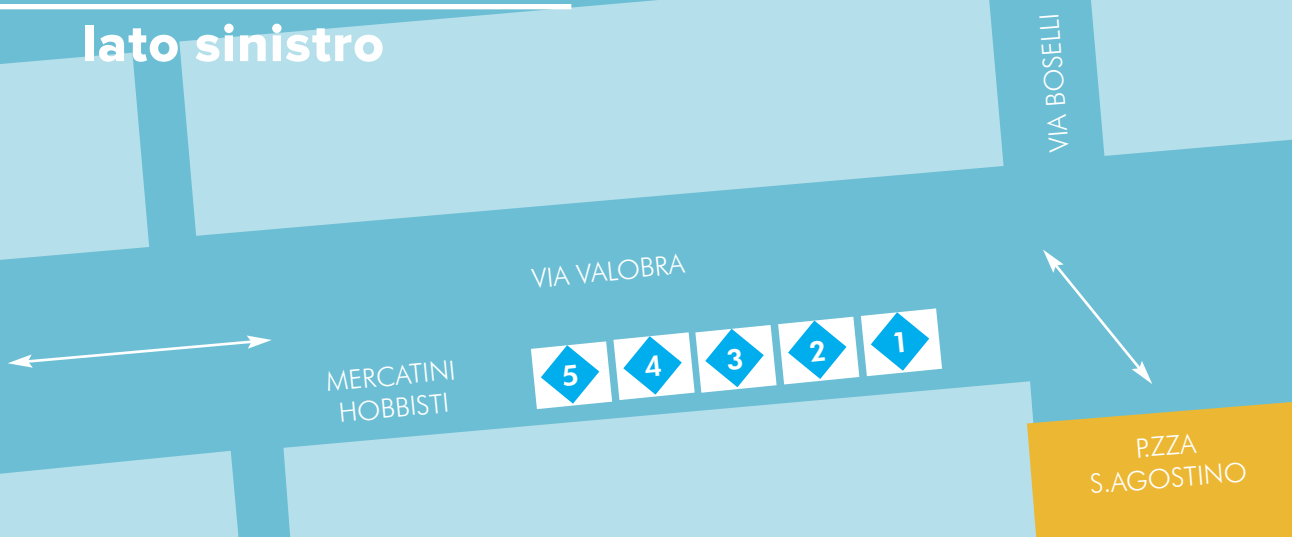 lato sinistro
VIA BOSELLI
VIA VALOBRA
MERCATINI
HOBBISTI
5 4 3 2 1
P.ZZA
S.AGOSTINO